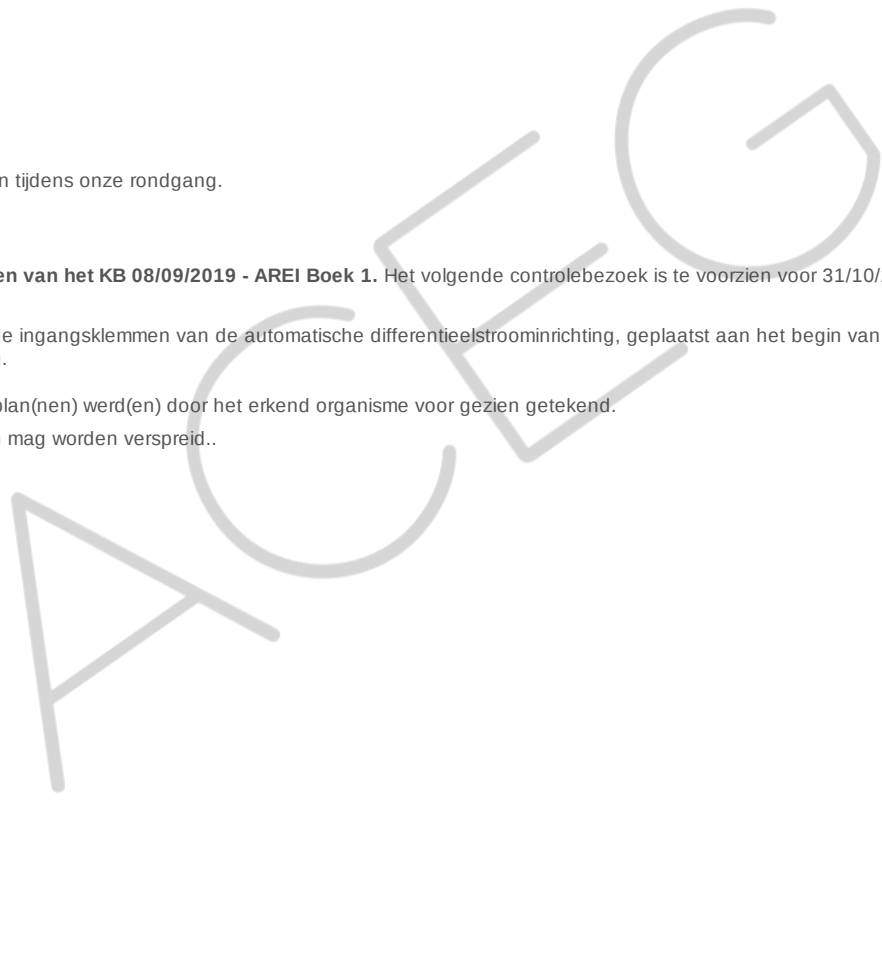 n tijdens onze rondgang.
en van het KB 08/09/2019 - AREI Boek 1. Het volgende controlebezoek is te voorzien voor 31/10/
e ingangsklemmen van de automatische differentieelstroominrichting, geplaatst aan het begin van
.
plan(nen) werd(en) door het erkend organisme voor gezien getekend.
mag worden verspreid..
ACEG